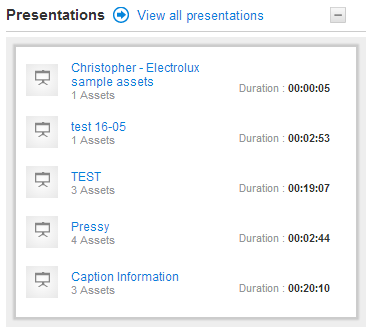 Presentations View all presentations
Christopher - Electrolux
sample assets
1 Assets
Duration : 00:00:05
test 16-05
1 Assets
Duration : 00:02:53
TEST
3 Assets
Duration : 00:19:07
Pressy
4 Assets
Duration : 00:02:44
Caption Information
3 Assets
Duration : 00:20:10